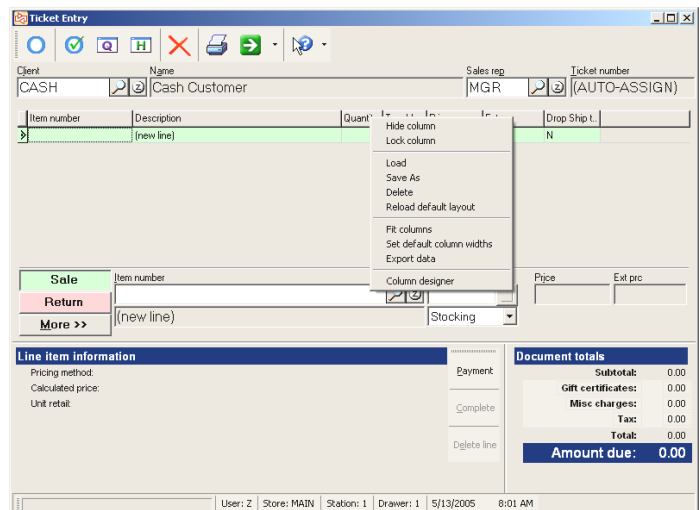 Ticket Entry
Q H Z
Client Name Sales rep Ticket number
CASH Z Cash Customer MGR Z (AUTO-ASSIGN)
Item number Description Drop Ship t..
(new line) N
Hide column
Lock column
Load
Save As
Delete
Reload default layout
Fit columns
Set default column widths
Export data
Column designer
Sale Item number Price Ext prc
Return
More >> (new line) Stocking
Line item information Document totals
Pricing method: Payment Subtotal: 0.00
Calculated price: Gift certificates: 0.00
Unit retail: Complete Misc charges: 0.00
Tax: 0.00
Delete line Total: 0.00
Amount due: 0.00
User: Z Store: MAIN Station: 1 Drawer: 1 5/13/2005 8:01 AM